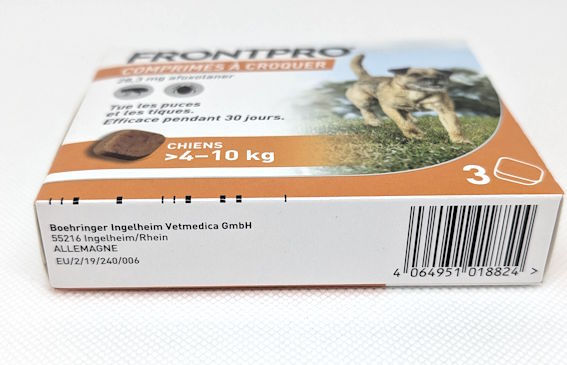 FRONTPRO®
COMPRIMÉS À CROQUER
28,3 mg afoxolaner
Tue les puces
et les tiques.
Efficace pendant 30 jours.
CHIENS
>4–10 kg
3
Boehringer Ingelheim Vetmedica GmbH
55216 Ingelheim/Rhein
ALLEMAGNE
EU/2/19/240/006
4 064951 018824 >